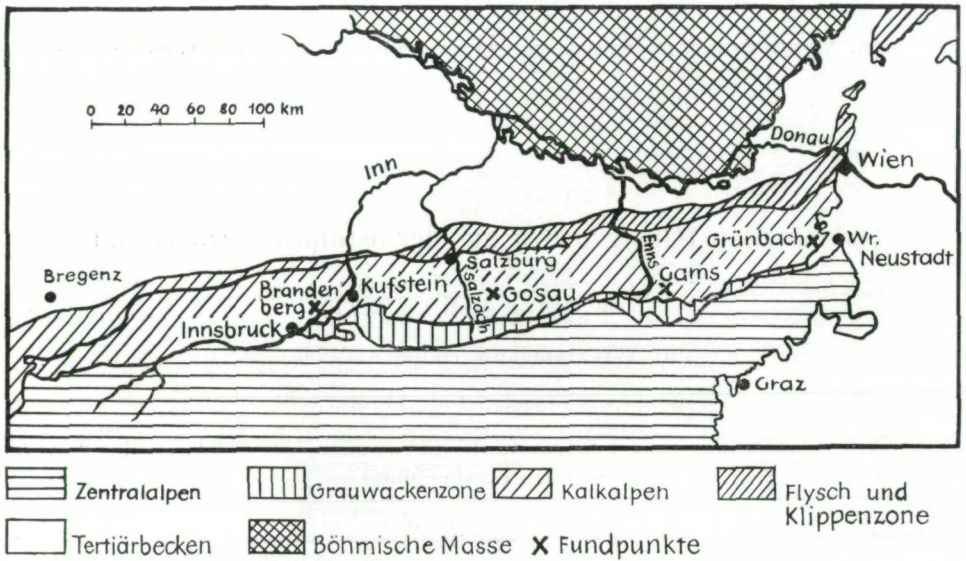 0 20 40 60 80 100 km
Inn
Donau
Wien
Bregenz
Branden
berg
Kufstein
Innsbruck
Salzburg
Salzach
Gosau
Enns
Gams
Grünbach
Wr.
Neustadt
Graz
Zentralalpen
Grauwackenzone
Kalkalpen
Flysch und
Klippenzone
Tertiärbecken
Böhmische Masse
x Fundpunkte